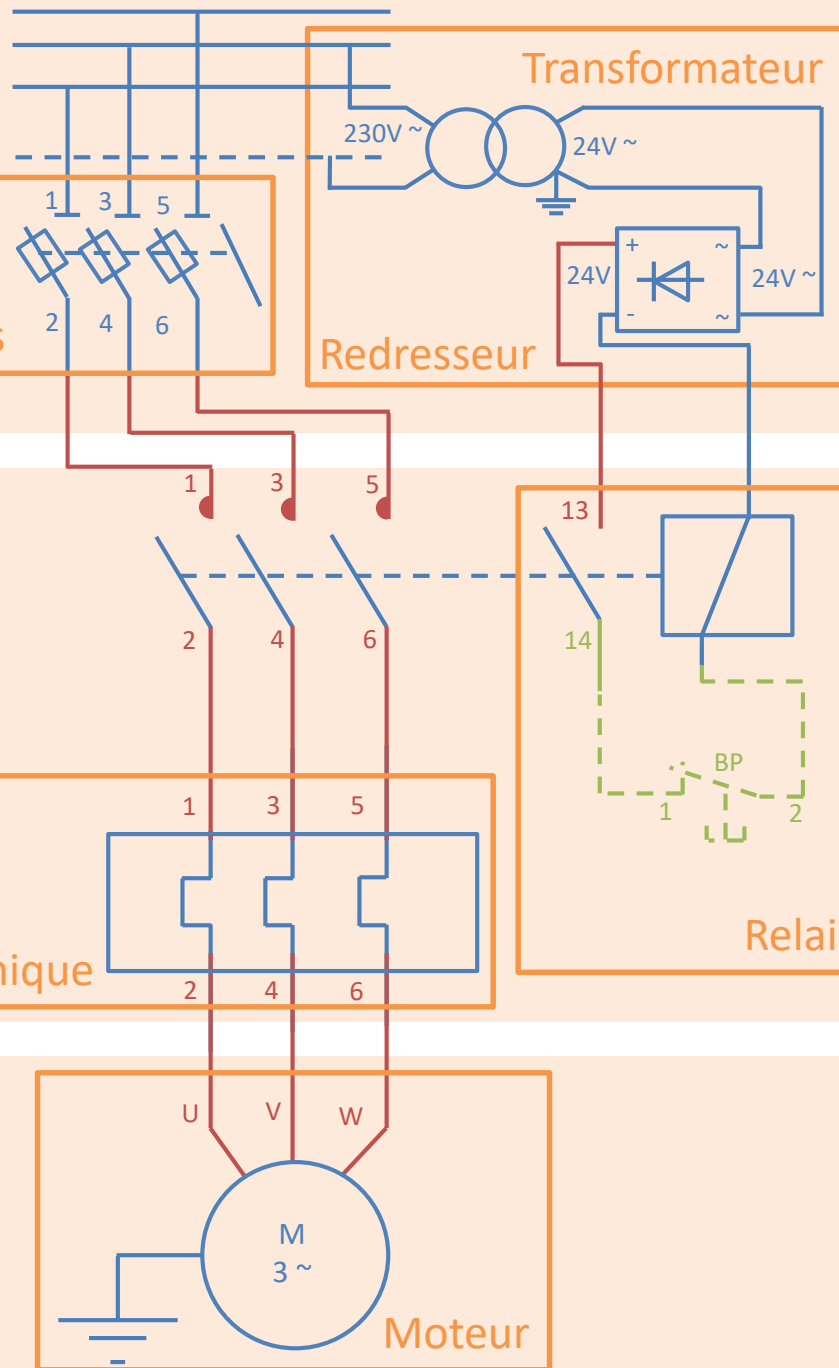 Transformateur
230V ~
24V ~
1 3 5
+ ~
24V
24V ~
- ~
2 4 6
s
Redresseur
1 3 5
13
2 4 6
14
BP
1 2
1 3 5
Relai
nique
2 4 6
U V W
M
3 ~
Moteur